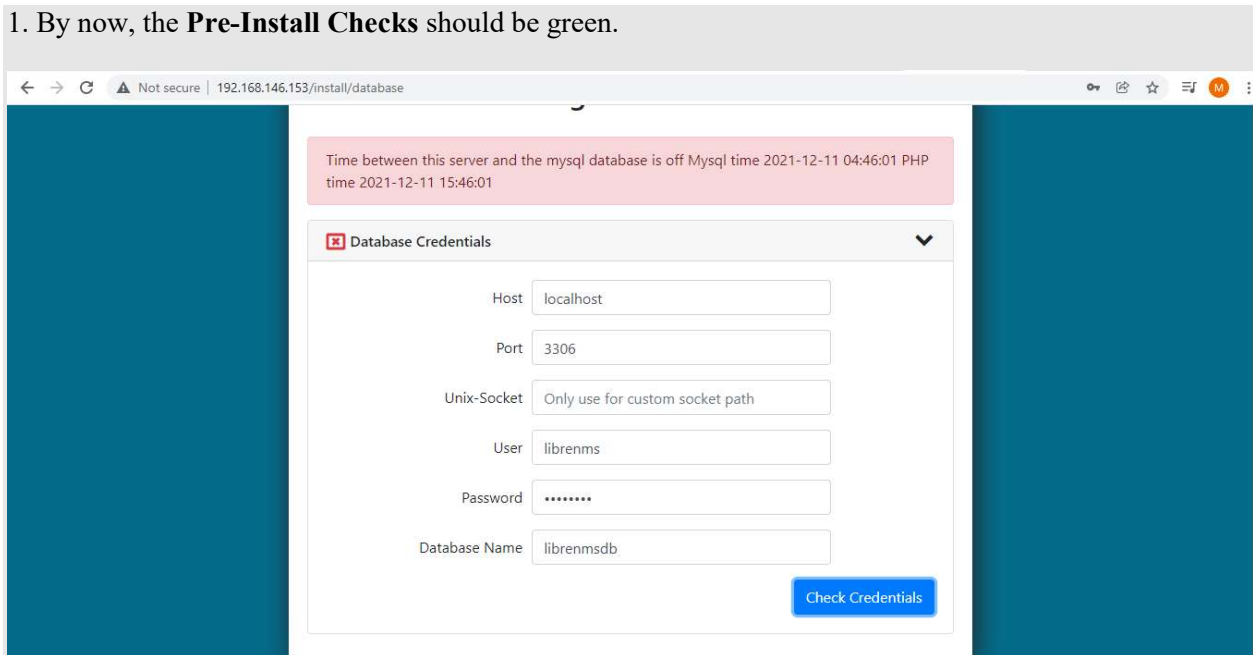 1. By now, the Pre-Install Checks should be green.
Not secure | 192.168.146.153/install/database
M
Time between this server and the mysql database is off Mysql time 2021-12-11 04:46:01 PHP
time 2021-12-11 15:46:01
Database Credentials
Host localhost
Port 3306
Unix-Socket Only use for custom socket path
User librenms
Password ••••••••
Database Name librenmsdb
Check Credentials